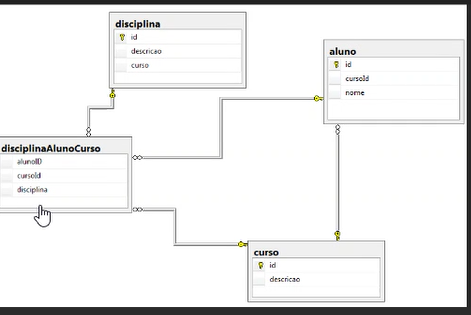 disciplina
id
descricao
curso
aluno
id
cursoId
nome
disciplinaAlunoCurso
alunoID
cursoId
disciplina
curso
id
descricao